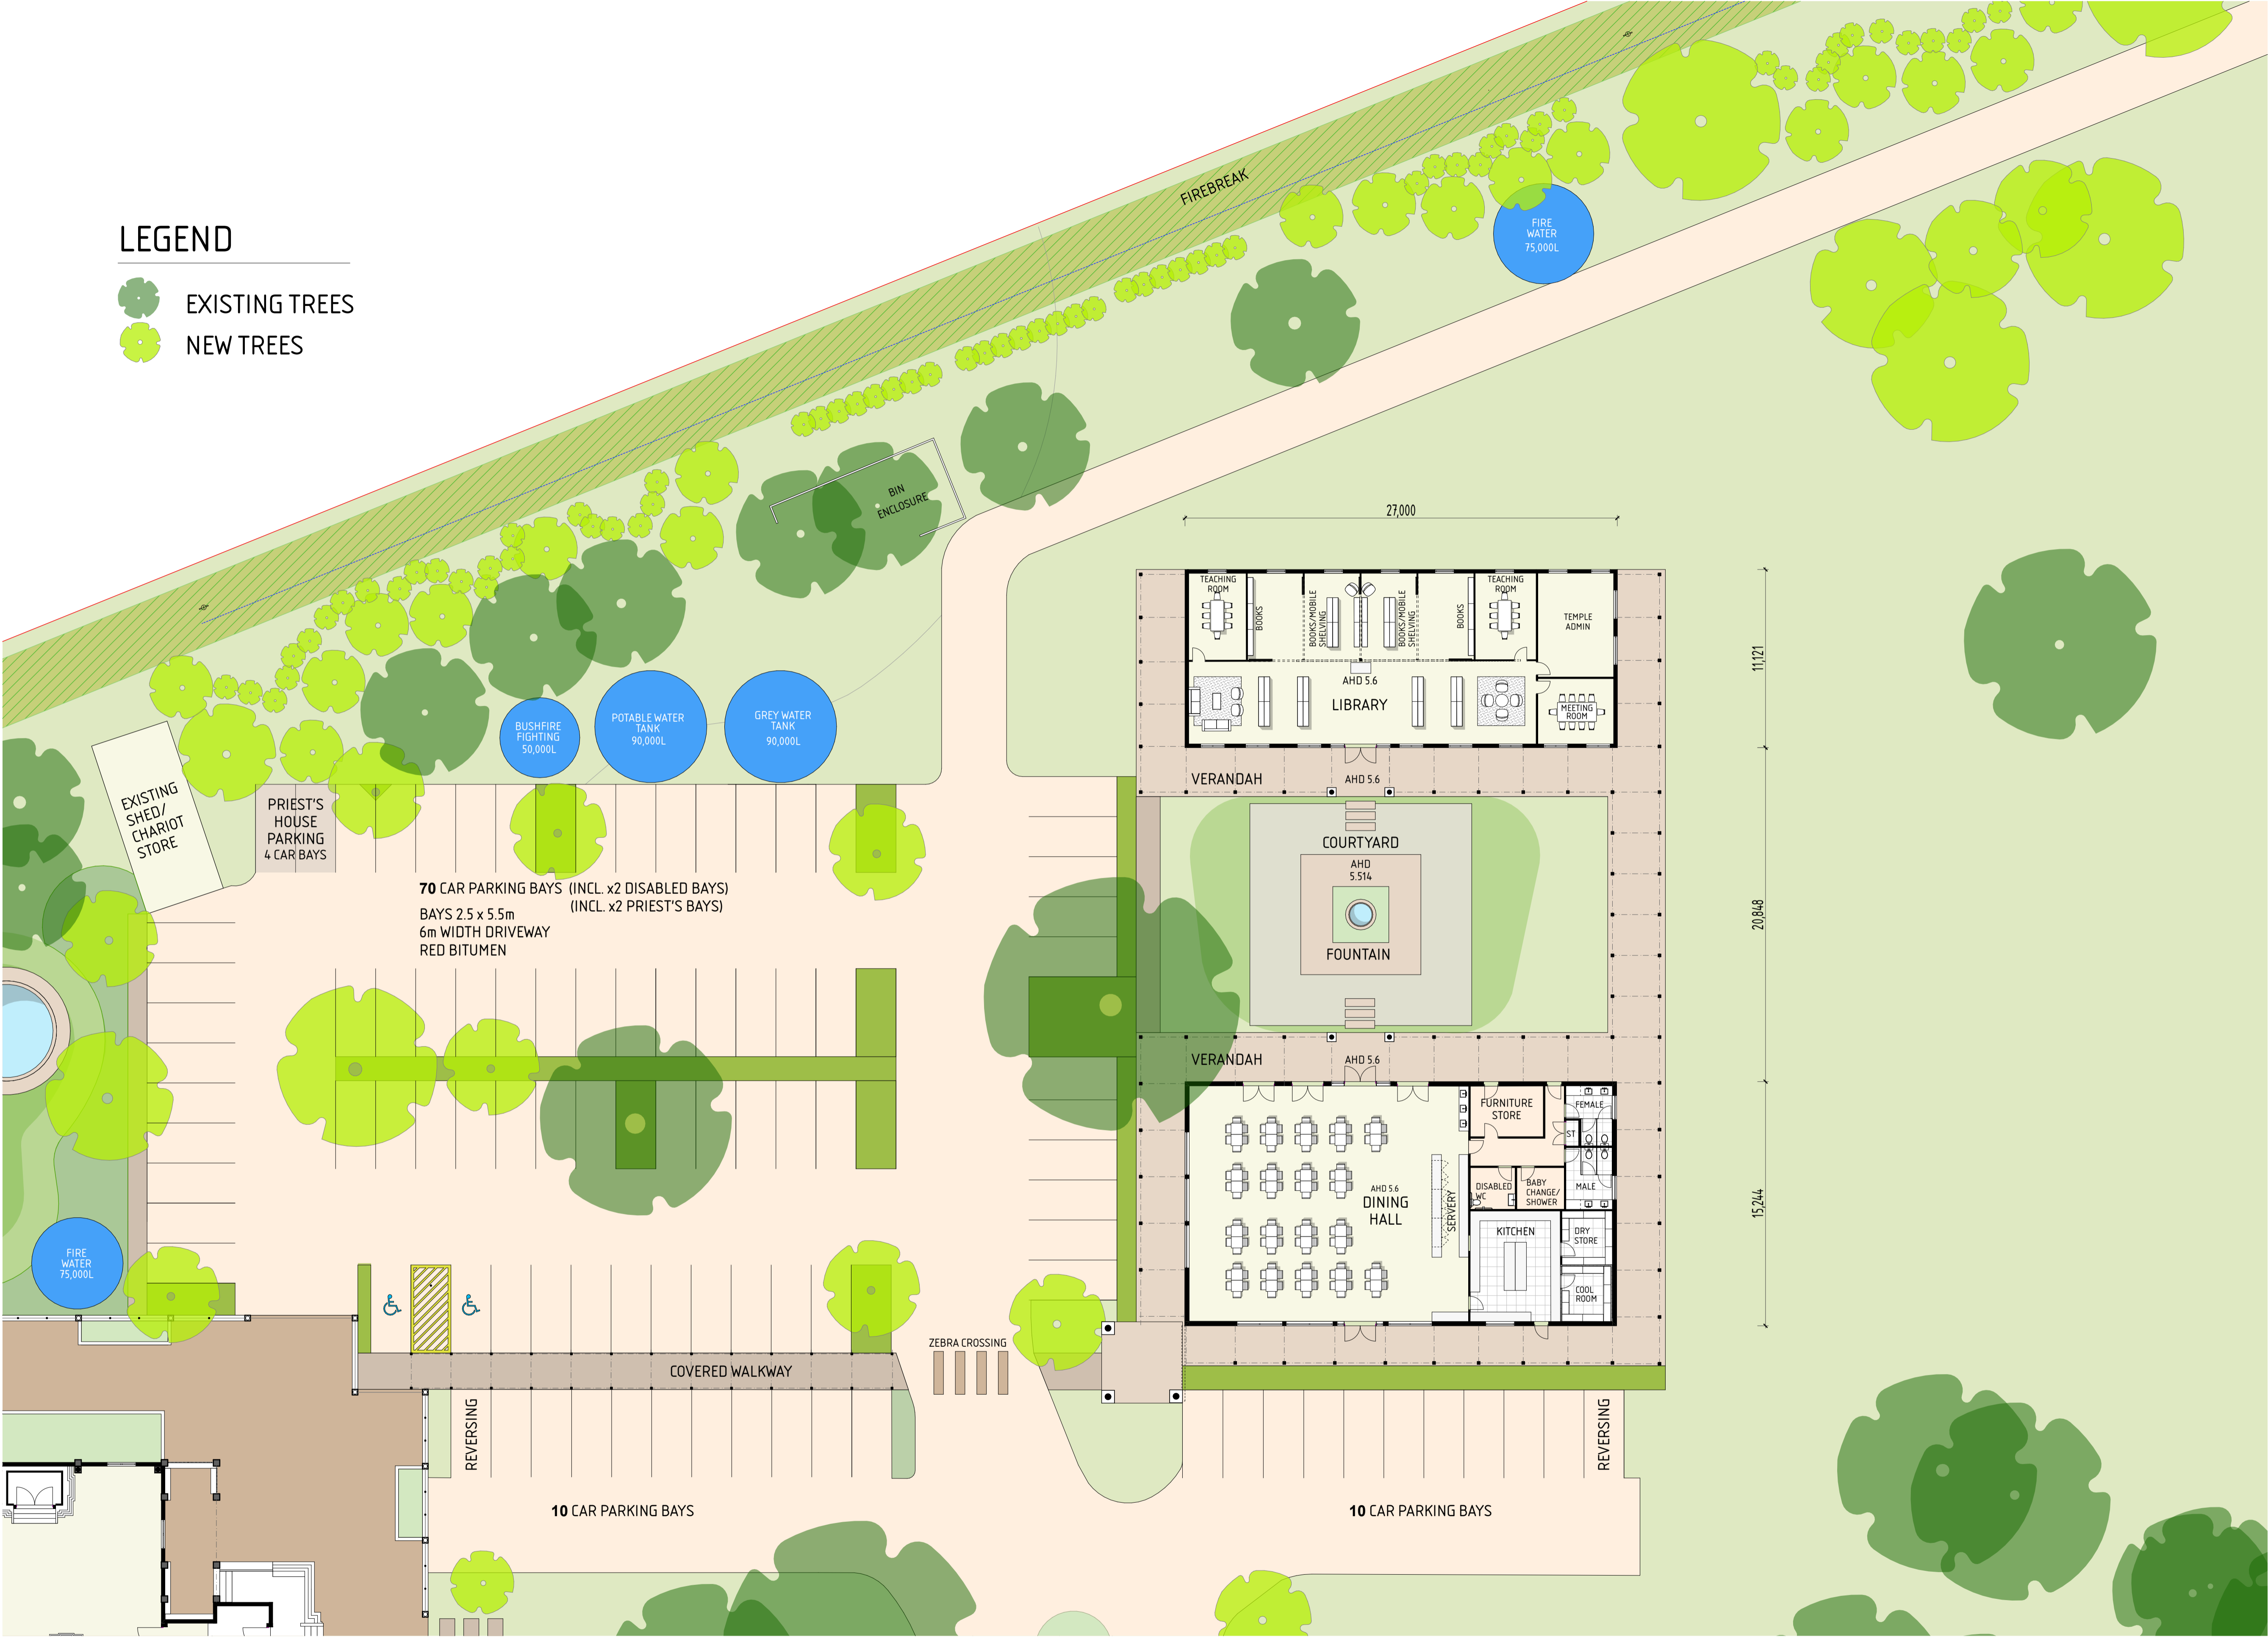 FIREBREAK
LEGEND
EXISTING TREES
NEW TREES
FIRE
WATER
75,000L
BIN
ENCLOSURE
27,000
TEACHING
ROOM
BOOKS
BOOKS/MOBILE
SHELVING
BOOKS/MOBILE
SHELVING
BOOKS
TEACHING
ROOM
TEMPLE
ADMIN
11,121
AHD 5.6
LIBRARY
MEETING
ROOM
BUSHFIRE
FIGHTING
50,000L
POTABLE WATER
TANK
90,000L
GREY WATER
TANK
90,000L
EXISTING
SHED/
CHARIOT
STORE
PRIEST'S
HOUSE
PARKING
4 CAR BAYS
VERANDAH
AHD 5.6
COURTYARD
AHD
5.514
FOUNTAIN
20,848
70 CAR PARKING BAYS (INCL. x2 DISABLED BAYS)
(INCL. x2 PRIEST'S BAYS)
BAYS 2.5 x 5.5m
6m WIDTH DRIVEWAY
RED BITUMEN
VERANDAH
AHD 5.6
FURNITURE
STORE
FEMALE
ST
DISABLED
WC
BABY
CHANGE/
SHOWER
MALE
AHD 5.6
DINING
HALL
SERVERY
KITCHEN
DRY
STORE
COOL
ROOM
15,244
FIRE
WATER
75,000L
ZEBRA CROSSING
COVERED WALKWAY
REVERSING
REVERSING
10 CAR PARKING BAYS
10 CAR PARKING BAYS